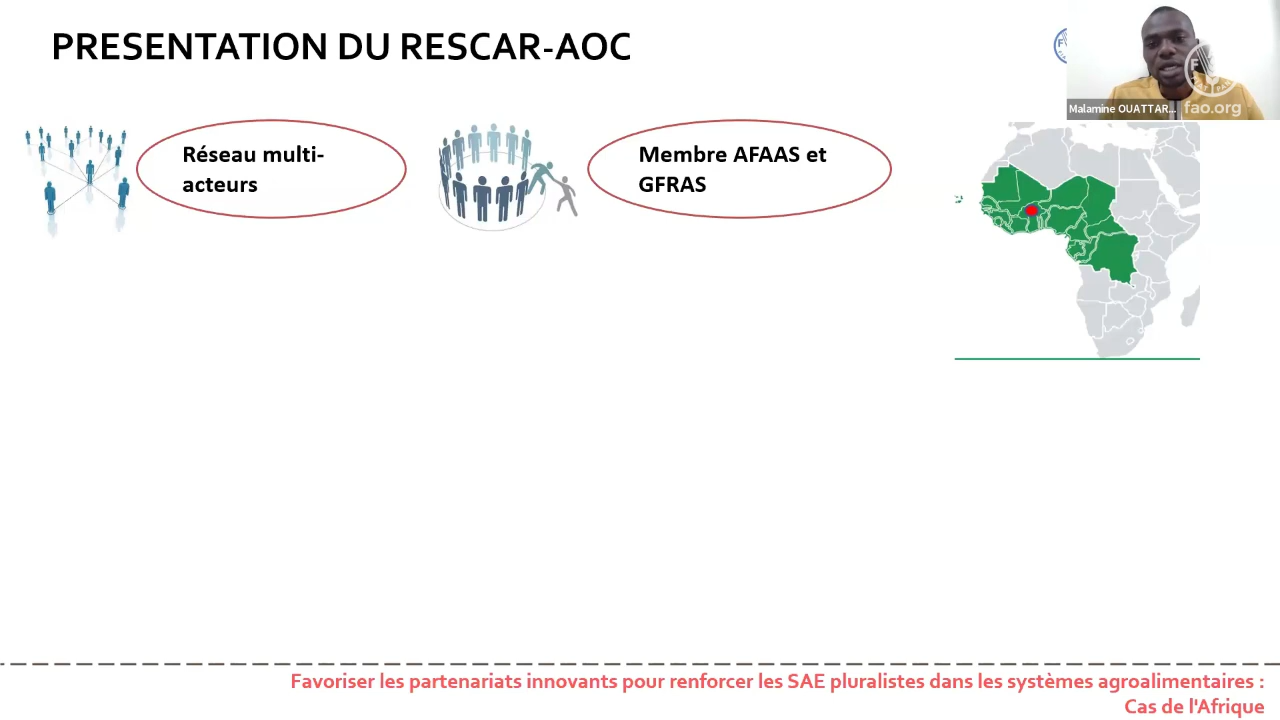 PRESENTATION DU RESCAR-AOC
Malamine OUATTAR...
fao.org
Réseau multi-
acteurs
Membre AFAAS et
GFRAS
Favoriser les partenariats innovants pour renforcer les SAE pluralistes dans les systèmes agroalimentaires :
Cas de l'Afrique